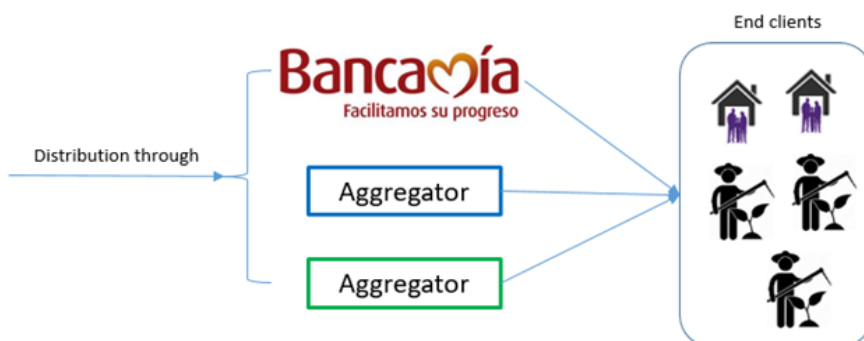 End clients
Bancamía
Facilitamos su progreso
Distribution through
Aggregator
Aggregator